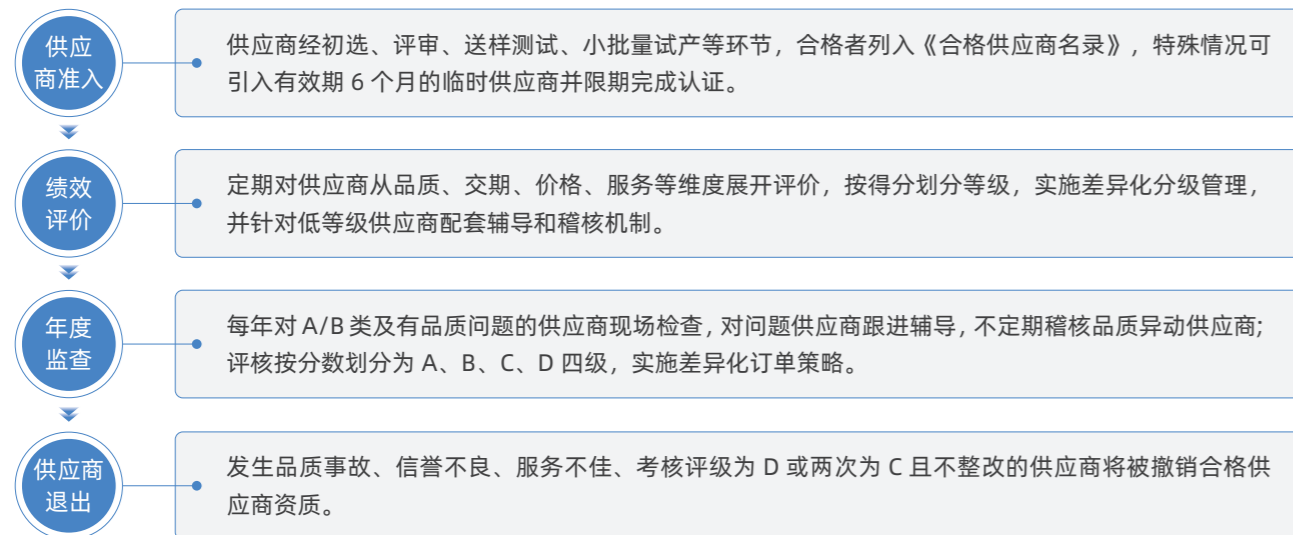 供应
商准入
供应商经初选、评审、送样测试、小批量试产等环节，合格者列入《合格供应商名录》，特殊情况可
引入有效期 6 个月的临时供应商并限期完成认证。
绩效
评价
定期对供应商从品质、交期、价格、服务等维度展开评价，按得分划分等级，实施差异化分级管理，
并针对低等级供应商配套辅导和稽核机制。
年度
监查
每年对 A/B 类及有品质问题的供应商现场检查，对问题供应商跟进辅导，不定期稽核品质异动供应商;
评核按分数划分为 A、B、C、D 四级，实施差异化订单策略。
供应商
退出
发生品质事故、信誉不良、服务不佳、考核评级为 D 或两次为 C 且不整改的供应商将被撤销合格供
应商资质。